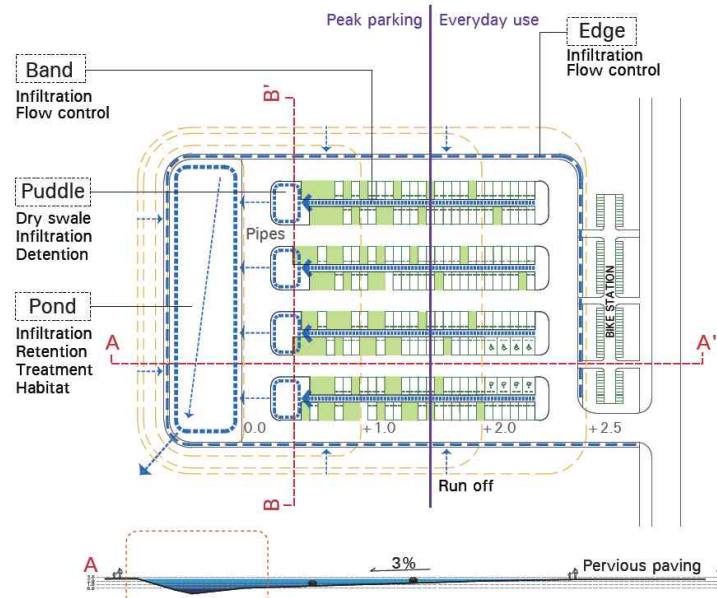 Peak parking
Everyday use
Edge
Infiltration
Flow control
Band
Infiltration
Flow control
B'
Puddle
Dry swale
Infiltration
Detention
Pipes
Pond
Infiltration
Retention
Treatment
Habitat
BIKE STATION
A
A'
0.0
+1.0
+2.0
+2.5
B
Run off
A
3%
Pervious paving